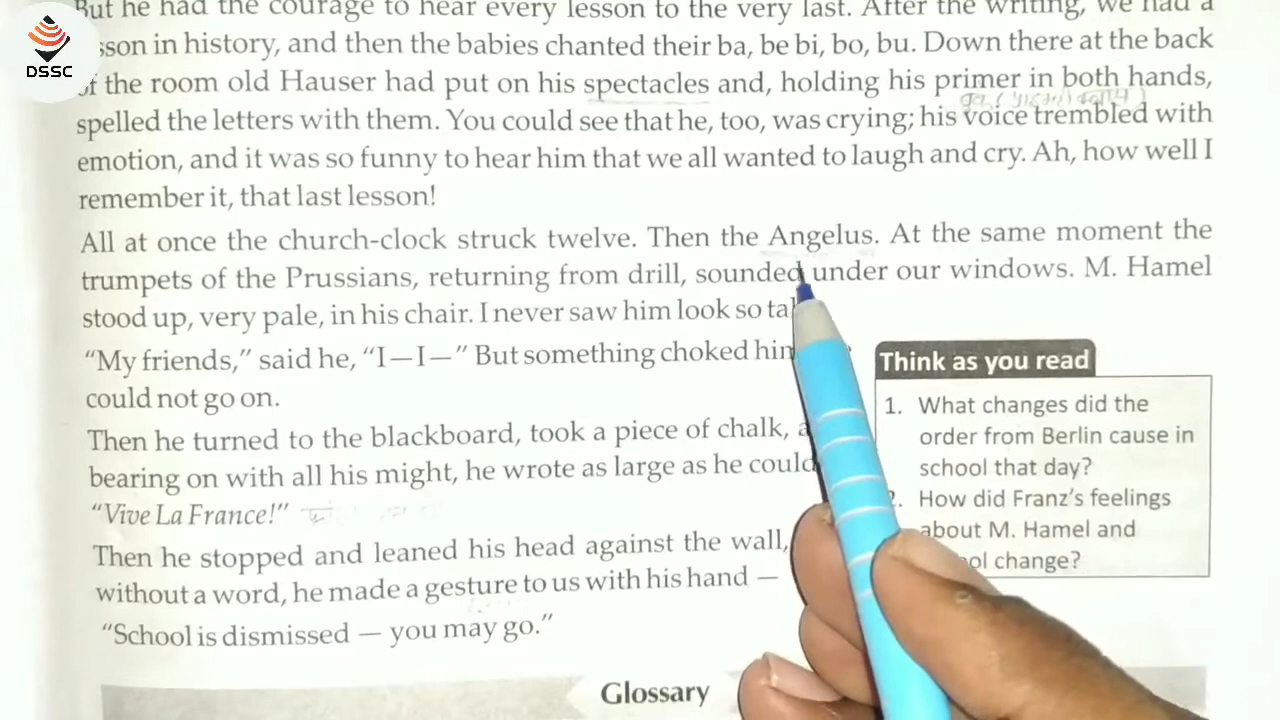 But he had the courage to hear every lesson to the very last. After the writing, we had a
sson in history, and then the babies chanted their ba, be bi, bo, bu. Down there at the back
of the room old Hauser had put on his spectacles and, holding his primer in both hands,
spelled the letters with them. You could see that he, too, was crying; his voice trembled with
emotion, and it was so funny to hear him that we all wanted to laugh and cry. Ah, how well I
remember it, that last lesson!
All at once the church-clock struck twelve. Then the Angelus. At the same moment the
trumpets of the Prussians, returning from drill, sounded under our windows. M. Hamel
stood up, very pale, in his chair. I never saw him look so
"My friends," said he, "I—I—" But something choked
could not go on.
Then he turned to the blackboard, took a piece of chalk,
bearing on with all his might, he wrote as large as he could
"Vive La France!"
Then he stopped and leaned his head against the wall,
without a word, he made a gesture to us with his hand —
"School is dismissed — you may go."
Think as you read
1. What changes did the
order from Berlin cause in
school that day?
2. How did Franz's feelings
about M. Hamel and
change?
Glossary
DSSC